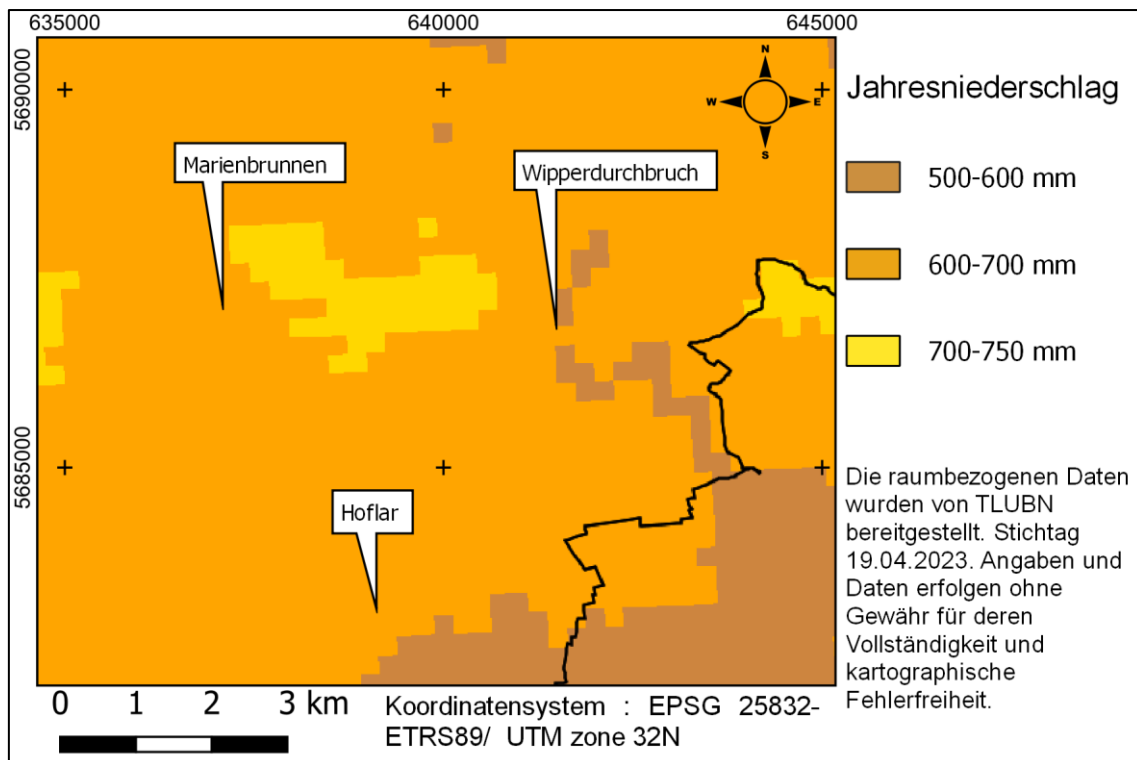 635000
640000
645000
5690000
5685000
N
W
E
S
Marienbrunnen
Wipperdurchbruch
Hoflar
Jahresniederschlag
500-600 mm
600-700 mm
700-750 mm
Die raumbezogenen Daten
wurden von TLUBN
bereitgestellt. Stichtag
19.04.2023. Angaben und
Daten erfolgen ohne
Gewähr für deren
Vollständigkeit und
kartographische
Fehlerfreiheit.
0 1 2 3 km
Koordinatensystem : EPSG 25832-
ETRS89/ UTM zone 32N